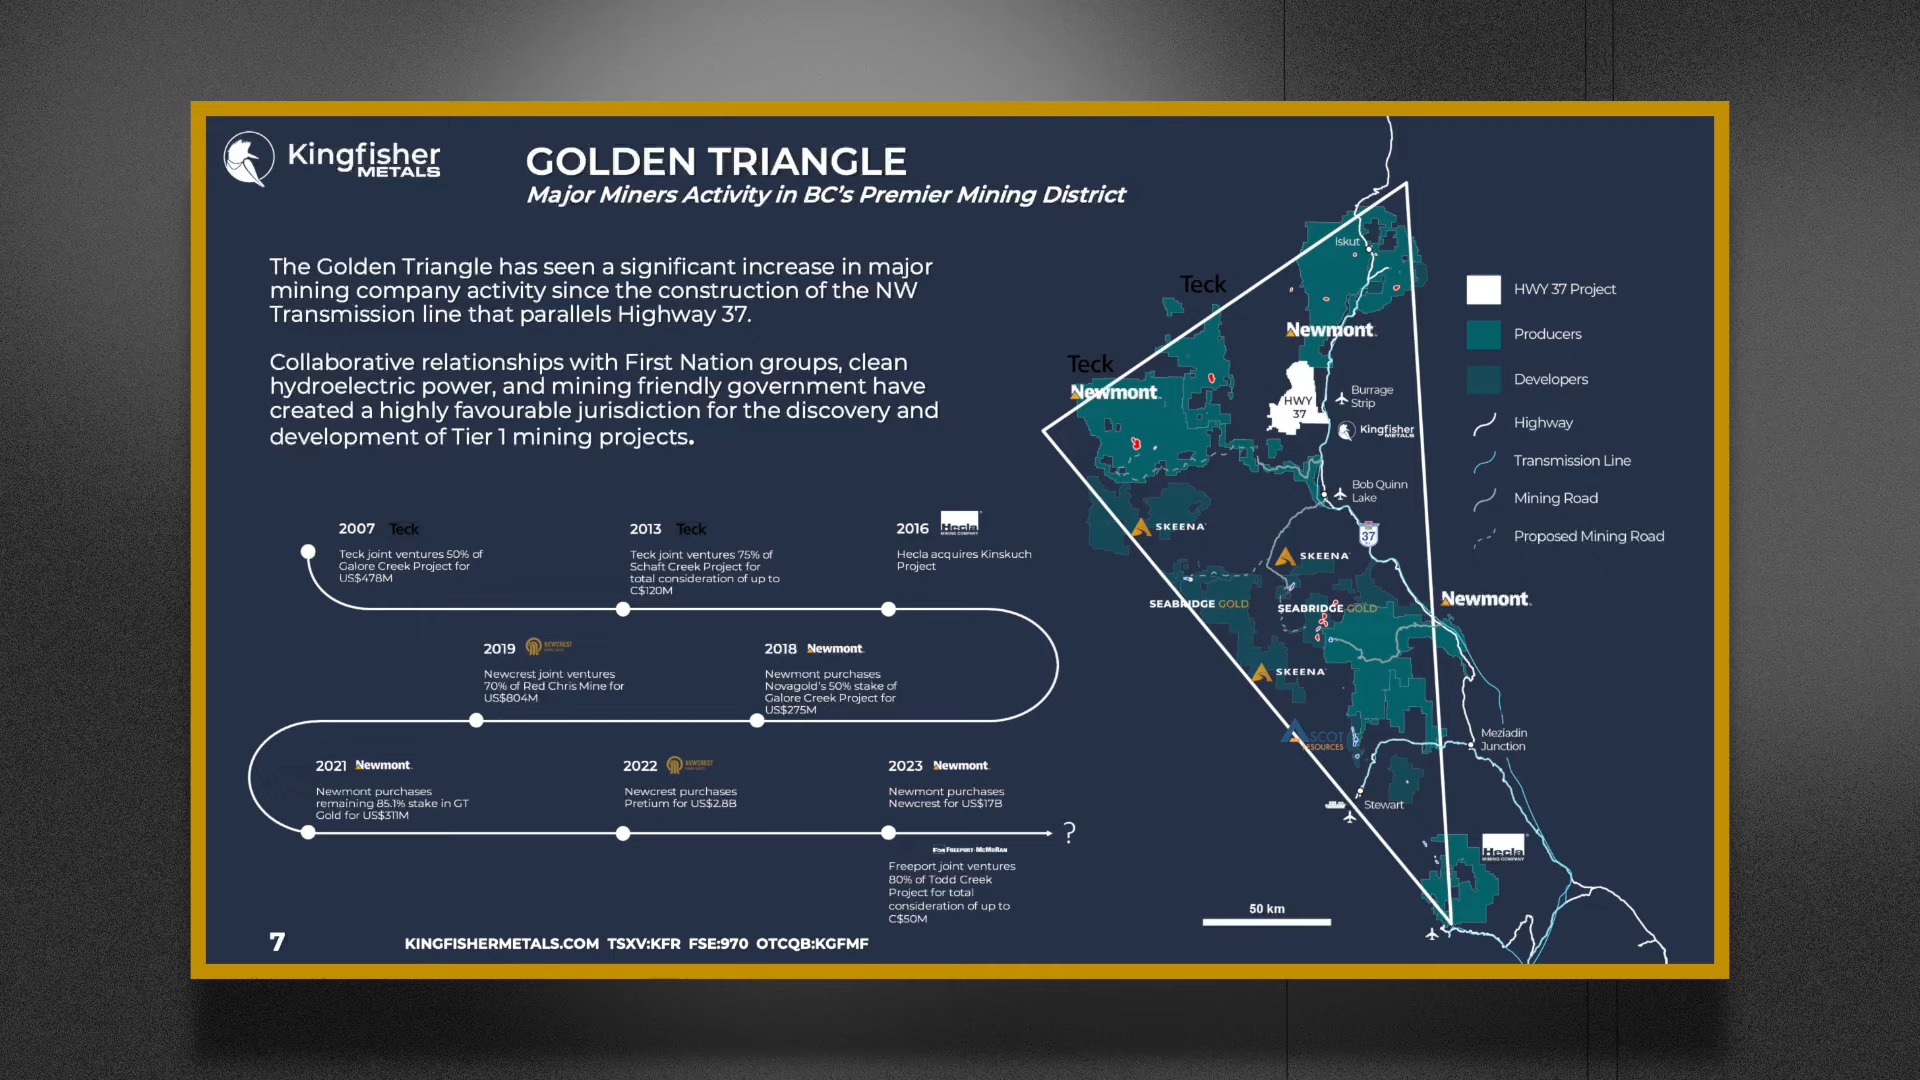 Kingfisher
METALS
GOLDEN TRIANGLE
Major Miners Activity in BC's Premier Mining District
The Golden Triangle has seen a significant increase in major
mining company activity since the construction of the NW
Transmission line that parallels Highway 37.
Collaborative relationships with First Nation groups, clean
hydroelectric power, and mining friendly government have
created a highly favourable jurisdiction for the discovery and
development of Tier 1 mining projects.
2007 Teck
Teck joint ventures 50% of
Galore Creek Project for
US$478M
2013 Teck
Teck joint ventures 75% of
Schaft Creek Project for
total consideration of up to
C$120M
2016 Hecla
MINING COMPANY
Hecla acquires Kinskuch
Project
2019 NEWCREST
Newcrest joint ventures
70% of Red Chris Mine for
US$804M
2018 Newmont
Newmont purchases
Novagold's 50% stake of
Galore Creek Project for
US$275M
2021 Newmont
Newmont purchases
remaining 85.1% stake in GT
Gold for US$311M
2022 NEWCREST
Newcrest purchases
Pretium for US$2.8B
2023 Newmont
Newmont purchases
Newcrest for US$17B
?
FREEPORT-McMoRAN
Freeport joint ventures
80% of Todd Creek
Project for total
consideration of up to
C$50M
7
KINGFISHERMETALS.COM TSXV:KFR FSE:970 OTCQB:KGFMF
Iskut
Teck
Newmont
Teck
Newmont
HWY
37
Burrage
Strip
Kingfisher
METALS
Bob Quinn
Lake
SKEENA
37
SKEENA
SEABRIDGE GOLD
SEABRIDGE GOLD
Newmont
SKEENA
ASCOT
RESOURCES
Meziadin
Junction
Stewart
Hecla
MINING COMPANY
50 km
HWY 37 Project
Producers
Developers
Highway
Transmission Line
Mining Road
Proposed Mining Road